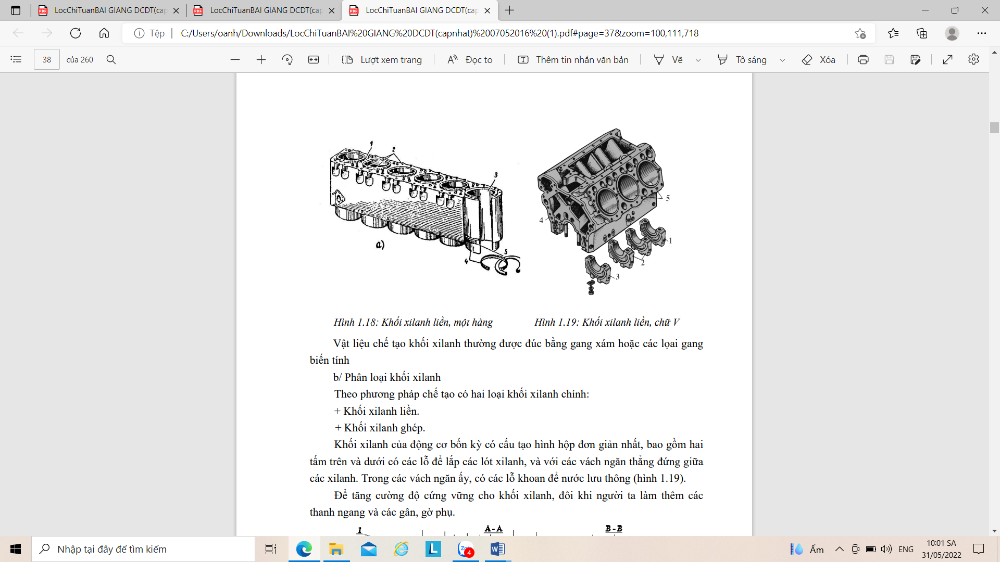 LocChiTuanBAI GIANG DCDT(cap
LocChiTuanBAI GIANG DCDT(cap
LocChiTuanBAI GIANG DCDT(cap
Tệp
C:/Users/oanh/Downloads/LocChiTuanBAI%20GIANG%20DCDT(capnhat)%2007052016%20(1).pdf#page=37&zoom=100,111,718
38 của 260
Lượt xem trang
Đọc to
Thêm tin nhắn văn bản
Vẽ
Tô sáng
Xóa
1
2
3
a)
4
5
5
4
1
2
3
Hình 1.18: Khối xilanh liền, một hàng
Hình 1.19: Khối xilanh liền, chữ V
Vật liệu chế tạo khối xilanh thường được đúc bằng gang xám hoặc các lọai gang
biến tính
b/ Phân loại khối xilanh
Theo phương pháp chế tạo có hai loại khối xilanh chính:
+ Khối xilanh liền.
+ Khối xilanh ghép.
Khối xilanh của động cơ bốn kỳ có cấu tạo hình hộp đơn giản nhất, bao gồm hai
tấm trên và dưới có các lỗ để lắp các lót xilanh, và với các vách ngăn thẳng đứng giữa
các xilanh. Trong các vách ngăn ấy, có các lỗ khoan để nước lưu thông (hình 1.19).
Để tăng cường độ cứng vững cho khối xilanh, đôi khi người ta làm thêm các
thanh ngang và các gân, gờ phụ.
1
A - A
B - B
Nhập tại đây để tìm kiếm
4
Ẩm
ENG
10:01 SA
31/05/2022